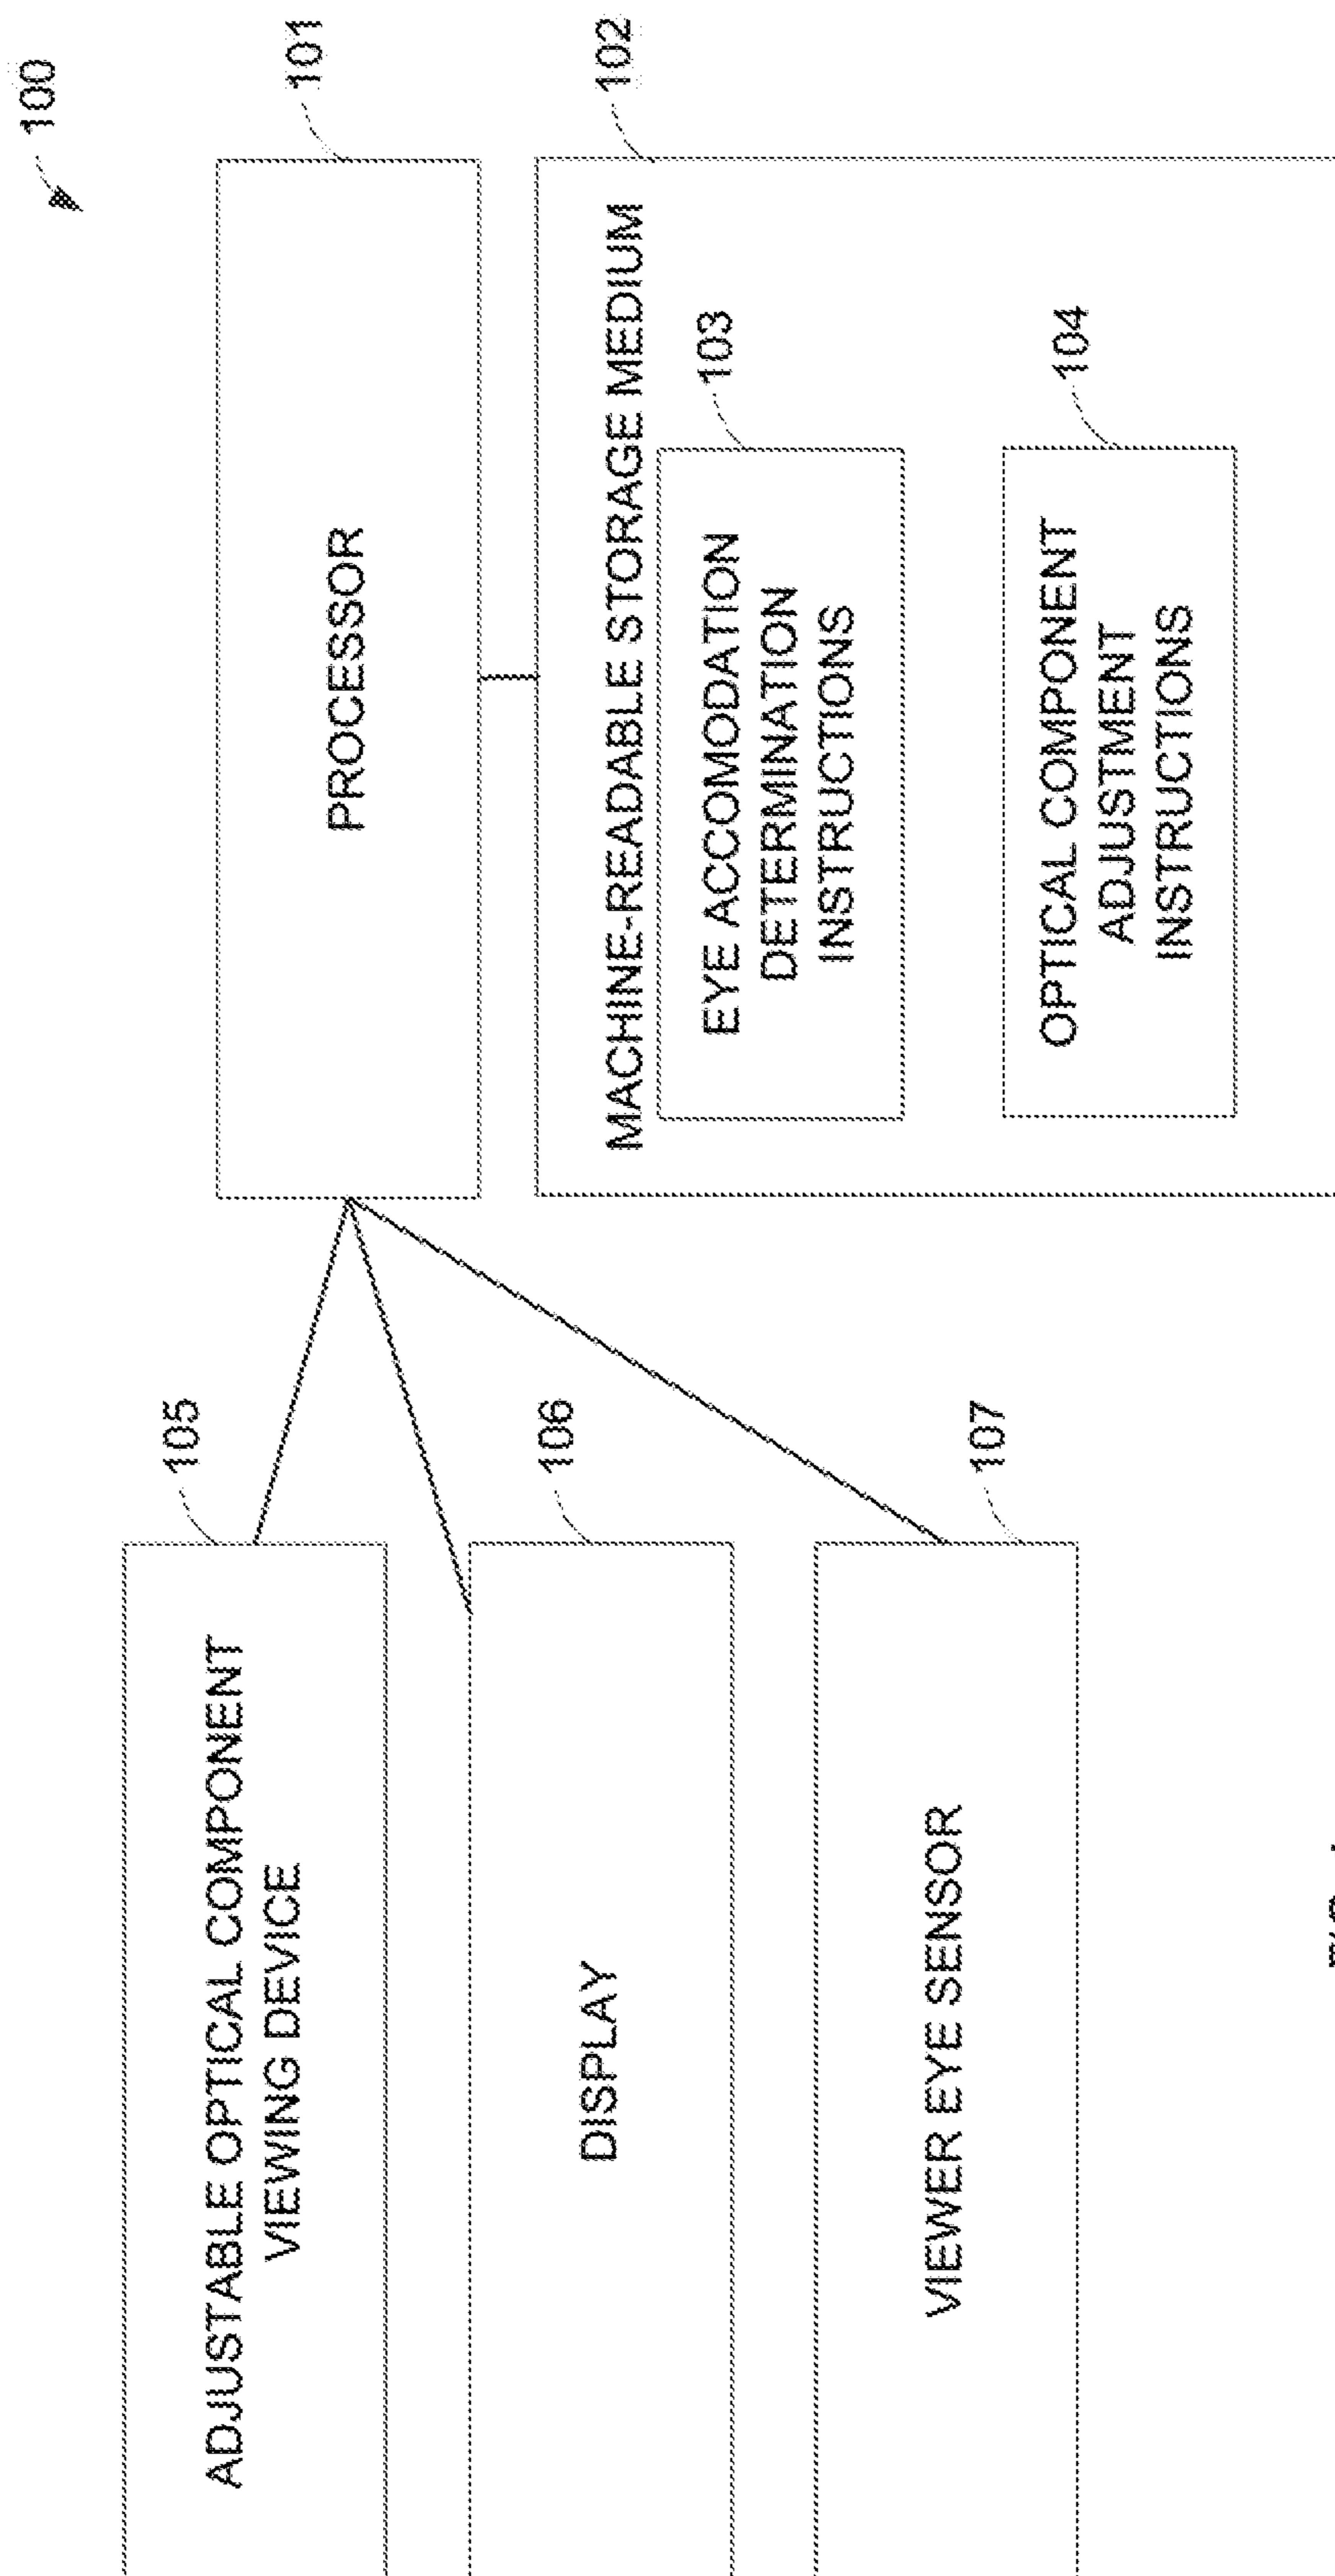 100
ADJUSTABLE OPTICAL COMPONENT
VIEWING DEVICE
105
PROCESSOR
101
DISPLAY
106
VIEWER EYE SENSOR
107
MACHINE-READABLE STORAGE MEDIUM
102
EYE ACCOMODATION
DETERMINATION
INSTRUCTIONS
103
OPTICAL COMPONENT
ADJUSTMENT
INSTRUCTIONS
104